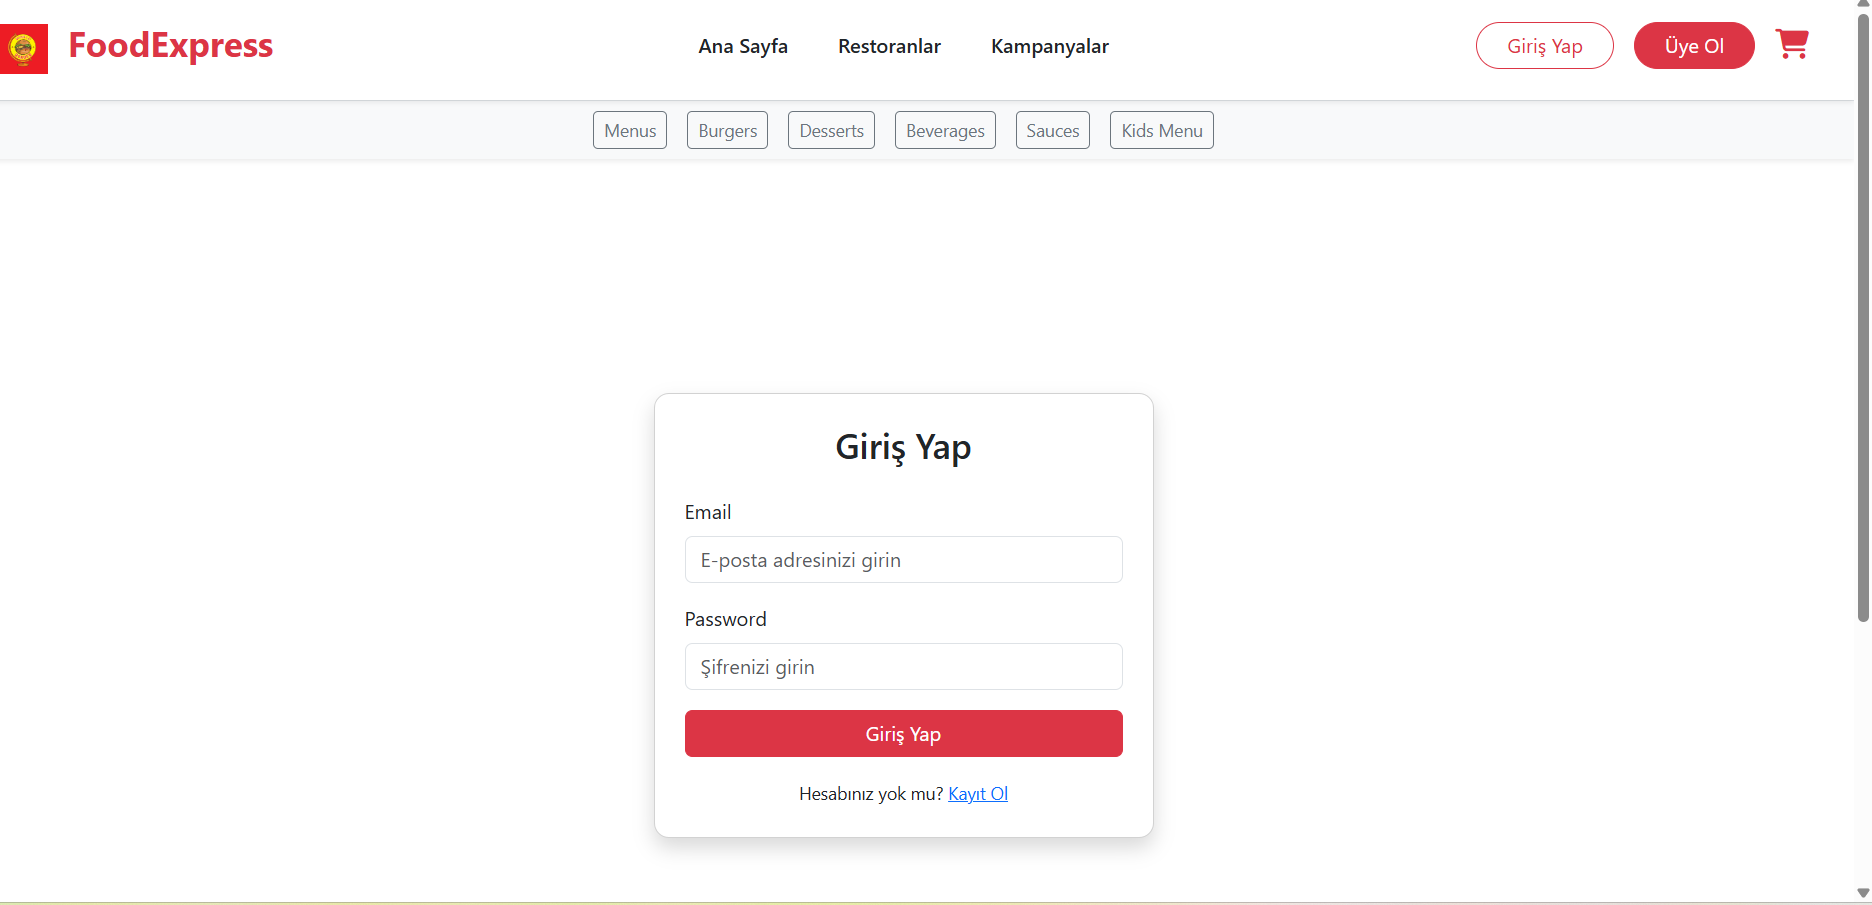 FoodExpress
Ana Sayfa Restoranlar Kampanyalar
Giriş Yap Üye Ol
Menus Burgers Desserts Beverages Sauces Kids Menu
Giriş Yap
Email
E-posta adresinizi girin
Password
Şifrenizi girin
Giriş Yap
Hesabınız yok mu? Kayıt Ol